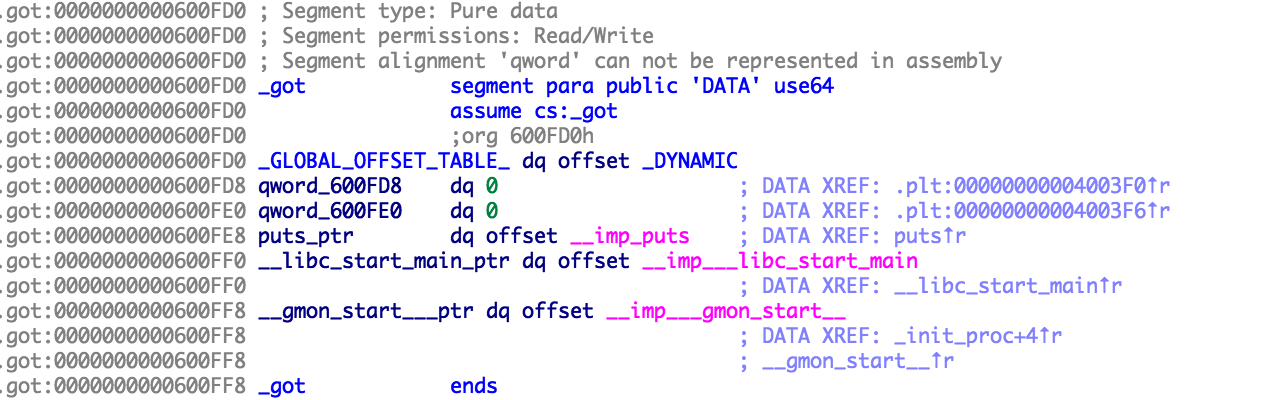 .got:0000000000600FD0 ; Segment type: Pure data
.got:0000000000600FD0 ; Segment permissions: Read/Write
.got:0000000000600FD0 ; Segment alignment 'qword' can not be represented in assembly
.got:0000000000600FD0 _got            segment para public 'DATA' use64
.got:0000000000600FD0                 assume cs:_got
.got:0000000000600FD0                 ;org 600FD0h
.got:0000000000600FD0 _GLOBAL_OFFSET_TABLE_ dq offset _DYNAMIC
.got:0000000000600FD8 qword_600FD8    dq 0                    ; DATA XREF: .plt:00000000004003F0↑r
.got:0000000000600FE0 qword_600FE0    dq 0                    ; DATA XREF: .plt:00000000004003F6↑r
.got:0000000000600FE8 puts_ptr        dq offset __imp_puts    ; DATA XREF: puts↑r
.got:0000000000600FF0 __libc_start_main_ptr dq offset __imp___libc_start_main
.got:0000000000600FF0                                         ; DATA XREF: __libc_start_main↑r
.got:0000000000600FF8 __gmon_start___ptr dq offset __imp___gmon_start__
.got:0000000000600FF8                                         ; DATA XREF: _init_proc+4↑r
.got:0000000000600FF8                                         ; __gmon_start__↑r
.got:0000000000600FF8 _got            ends